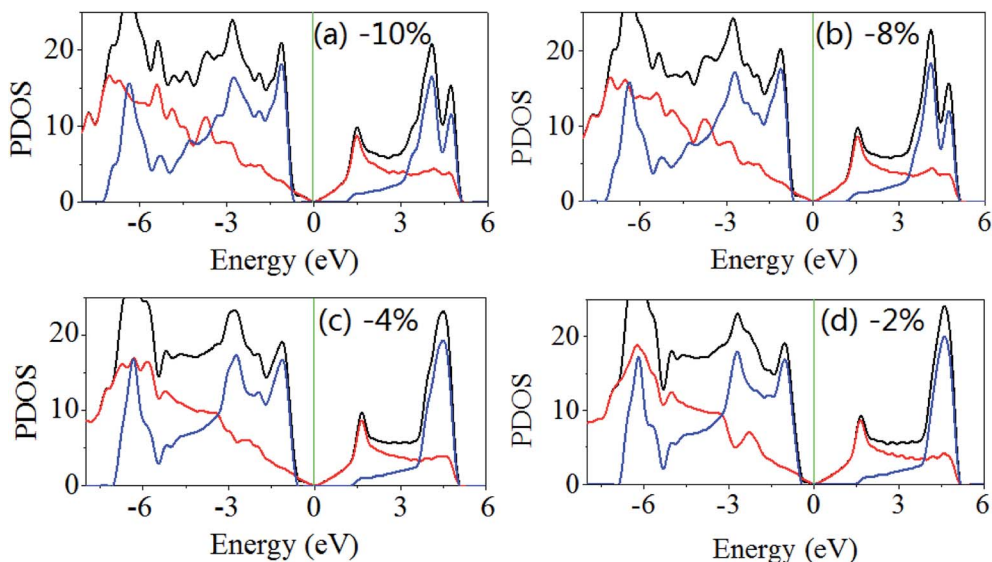 (a) -10%
(b) -8%
20
10
0
PDOS
-6 -3 0 3 6
Energy (eV)
20
10
0
PDOS
-6 -3 0 3 6
Energy (eV)
(c) -4%
(d) -2%
20
10
0
PDOS
-6 -3 0 3 6
Energy (eV)
20
10
0
PDOS
-6 -3 0 3 6
Energy (eV)